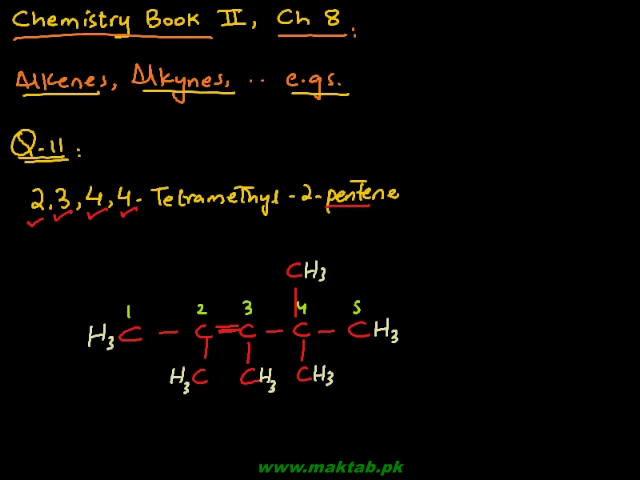 Chemistry Book II, Ch 8.
Alkenes, Alkynes, .. e.gs.
Q-11:
2,3,4,4- Tetramethyl-2-pentene
CH3
1 2 3 4 5
H3C - C = C - C - CH3
H3C CH3 CH3
www.maktab.pk